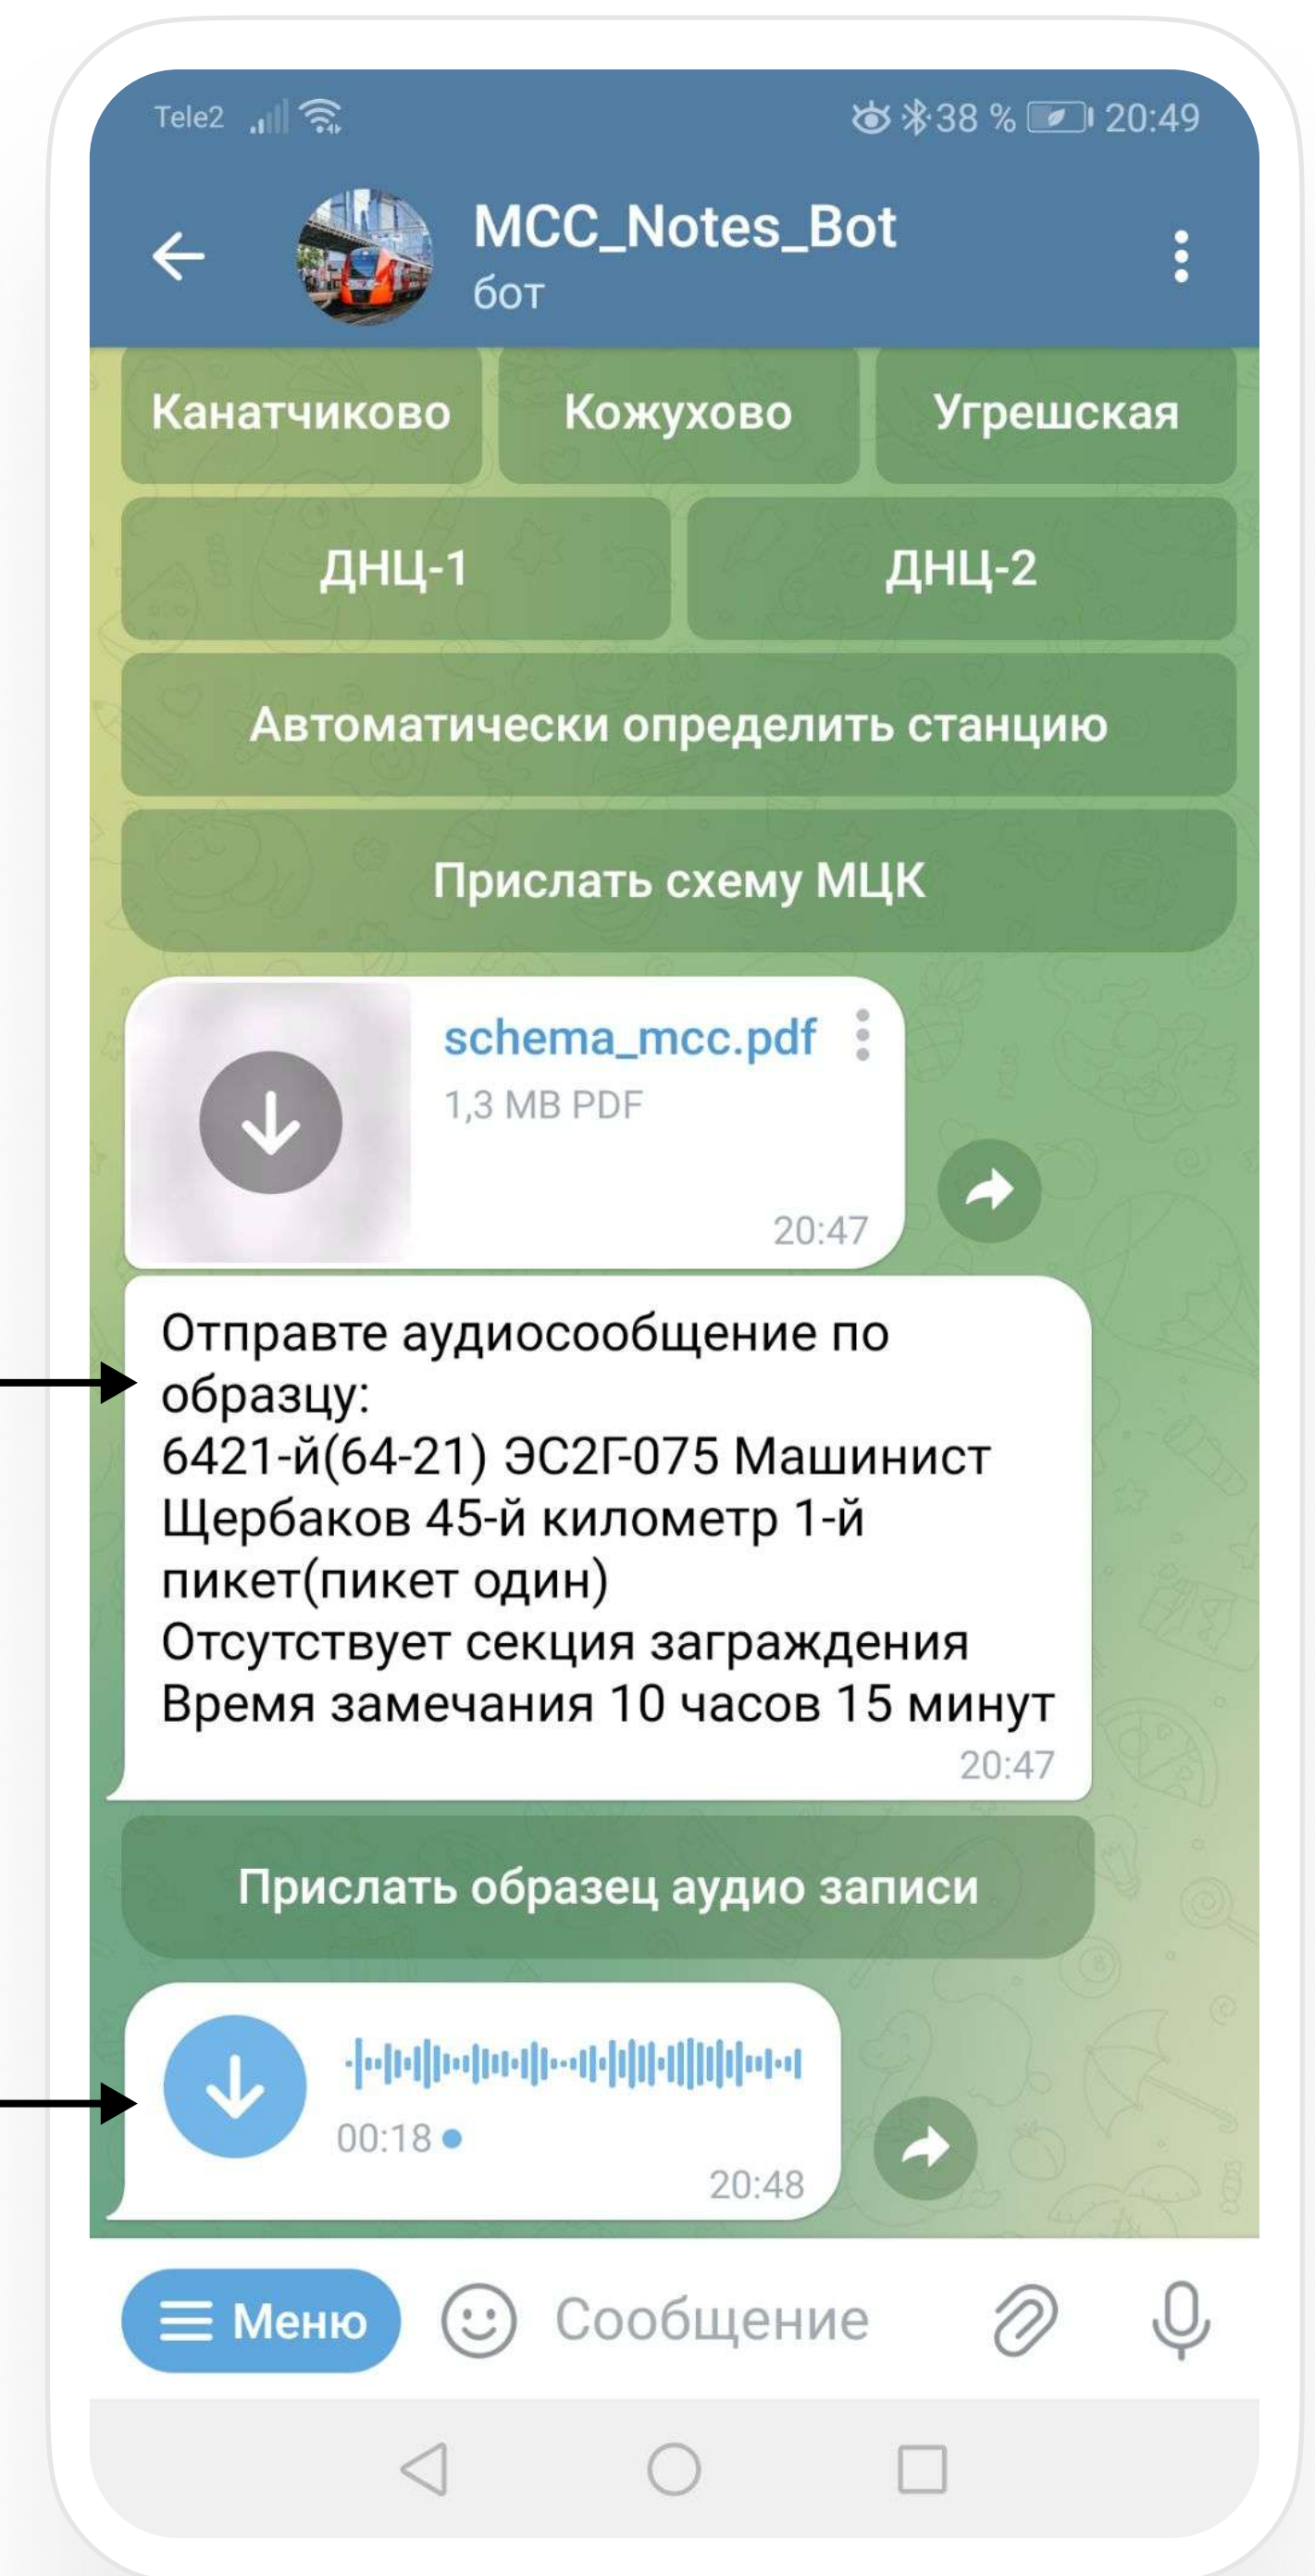 Tele2 38 % 20:49
MCC_Notes_Bot
бот
Канатчиково Кожухово Угрешская
ДНЦ-1 ДНЦ-2
Автоматически определить станцию
Прислать схему МЦК
schema_mcc.pdf
1,3 MB PDF
20:47
Отправте аудиосообщение по
образцу:
6421-й(64-21) ЭС2Г-075 Машинист
Щербаков 45-й километр 1-й
пикет(пикет один)
Отсутствует секция заграждения
Время замечания 10 часов 15 минут
20:47
Прислать образец аудио записи
00:18
20:48
Меню Сообщение